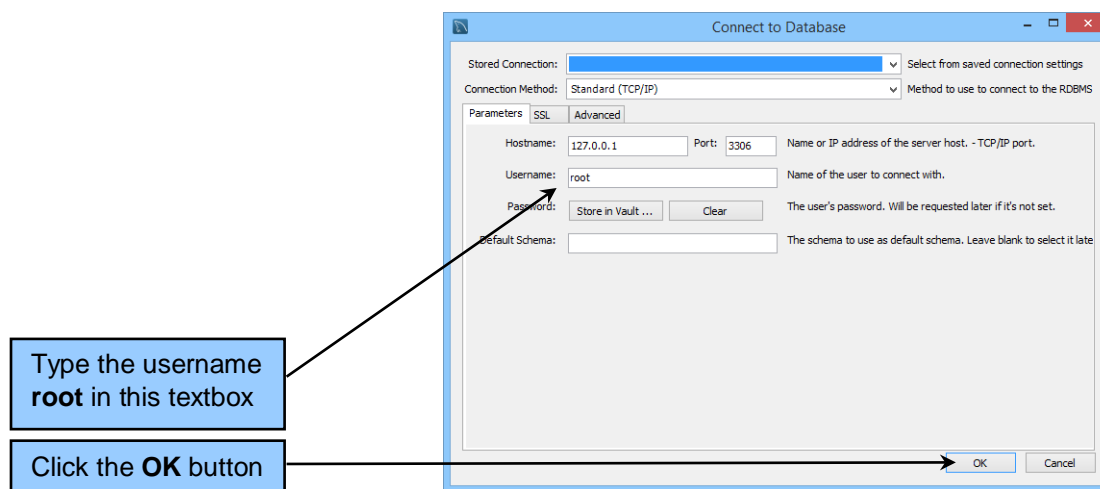 Connect to Database
Stored Connection: Select from saved connection settings
Connection Method: Standard (TCP/IP) Method to use to connect to the RDBMS
Parameters SSL Advanced
Hostname: 127.0.0.1 Port: 3306 Name or IP address of the server host. - TCP/IP port.
Username: root Name of the user to connect with.
Password: Store in Vault ... Clear The user's password. Will be requested later if it's not set.
Default Schema: The schema to use as default schema. Leave blank to select it late
Type the username
root in this textbox
Click the OK button
OK Cancel